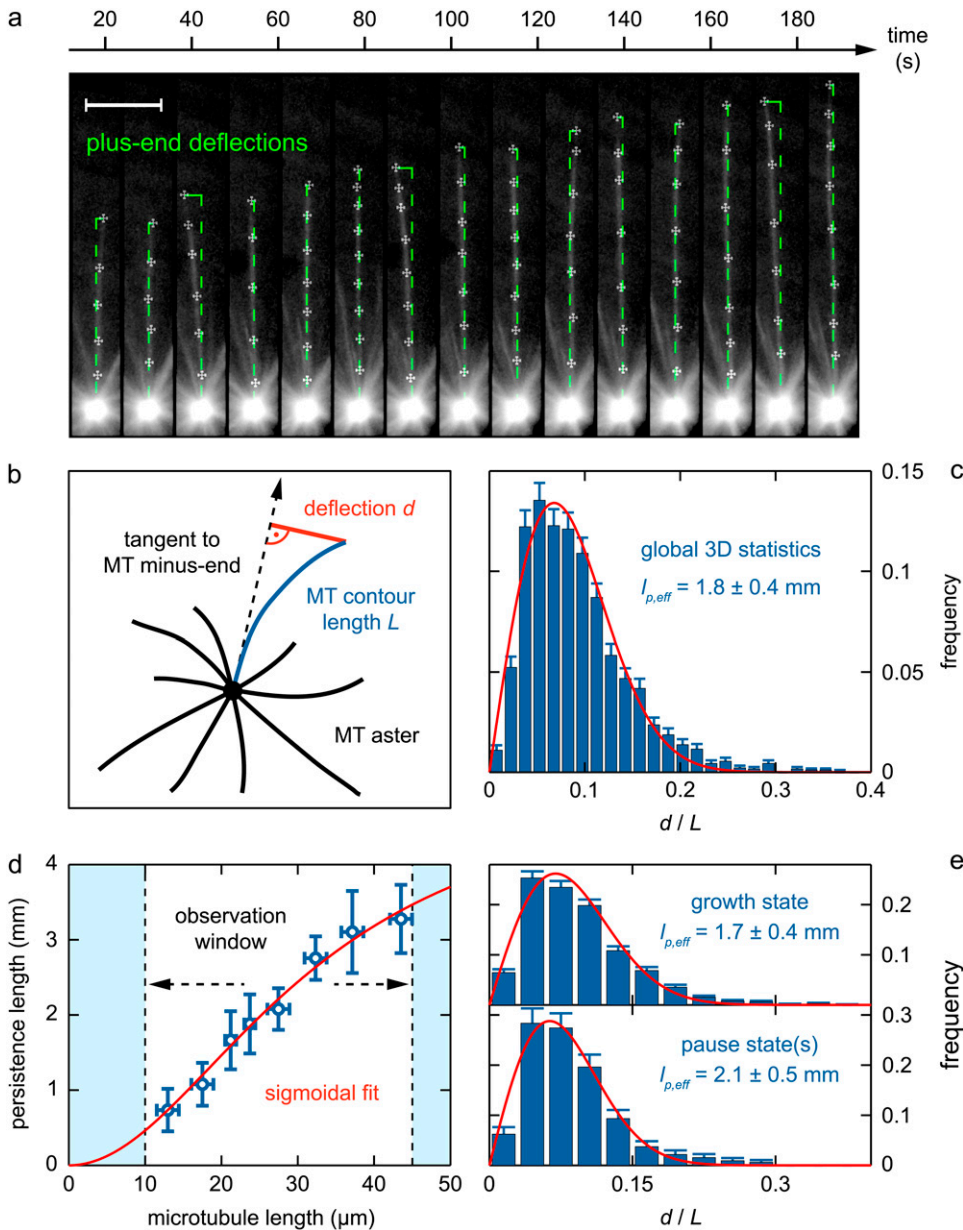 a
20 40 60 80 100 120 140 160 180
time
(s)
plus-end deflections
b
deflection d
tangent to
MT minus-end
MT contour
length L
MT aster
c
0.15
0.1
0.05
0
frequency
global 3D statistics
l p,eff = 1.8 ± 0.4 mm
0 0.1 0.2 0.3 0.4
d / L
d
4
3
2
1
0
persistence length (mm)
observation
window
sigmoidal fit
0 10 20 30 40 50
microtubule length (μm)
e
0.2
0.1
0
growth state
l p,eff = 1.7 ± 0.4 mm
frequency
0.3
0.2
0.1
0
pause state(s)
l p,eff = 2.1 ± 0.5 mm
0 0.15 0.3
d / L